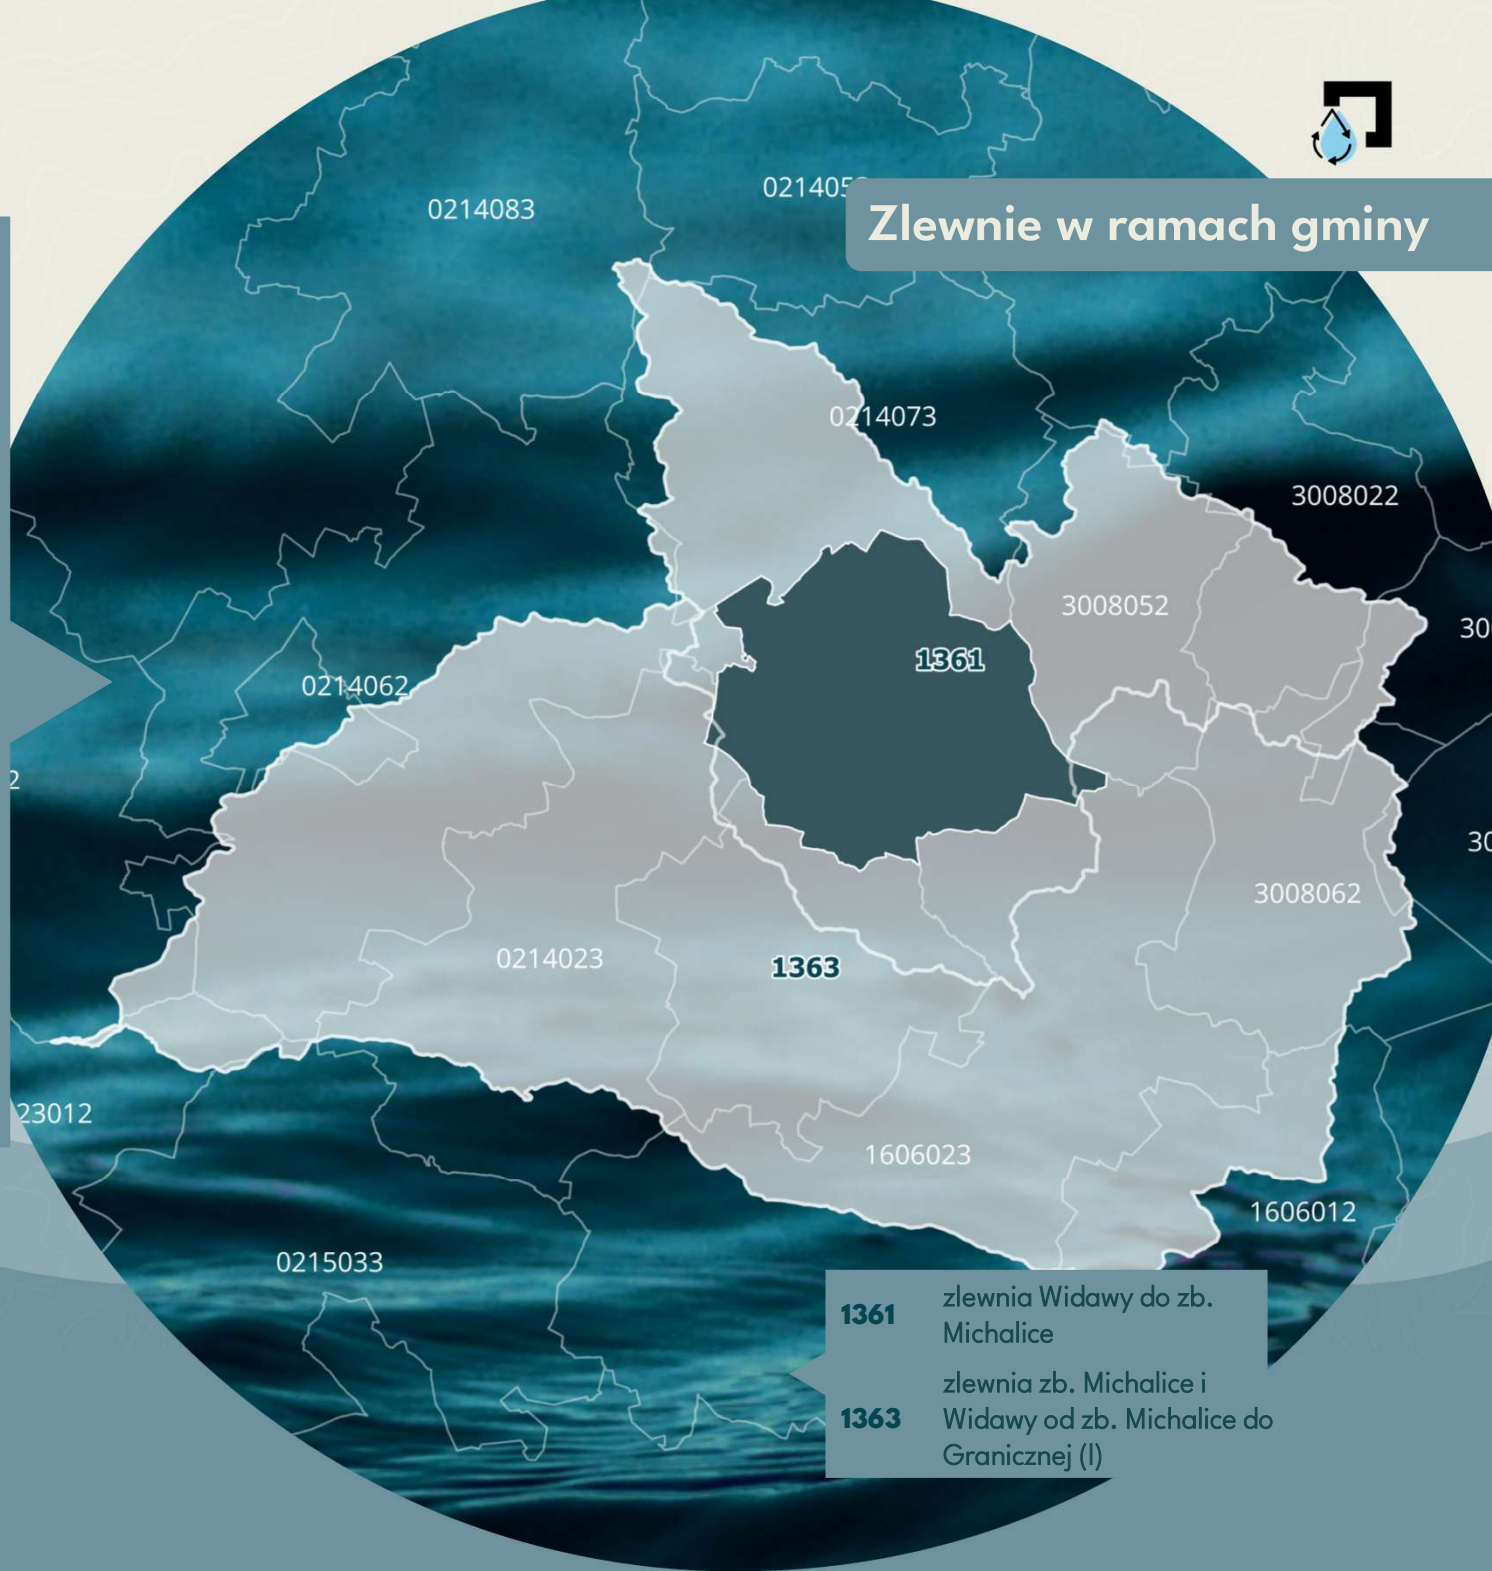 0214083
Zlewnie w ramach gminy
0214073
3008022
3008052
1361
0214062
3008062
0214023
1363
23012
1606023
1606012
0215033
1361 zlewnia Widawy do zb.
Michalice
zlewnia zb. Michalice i
1363 Widawy od zb. Michalice do
Granicznej (l)